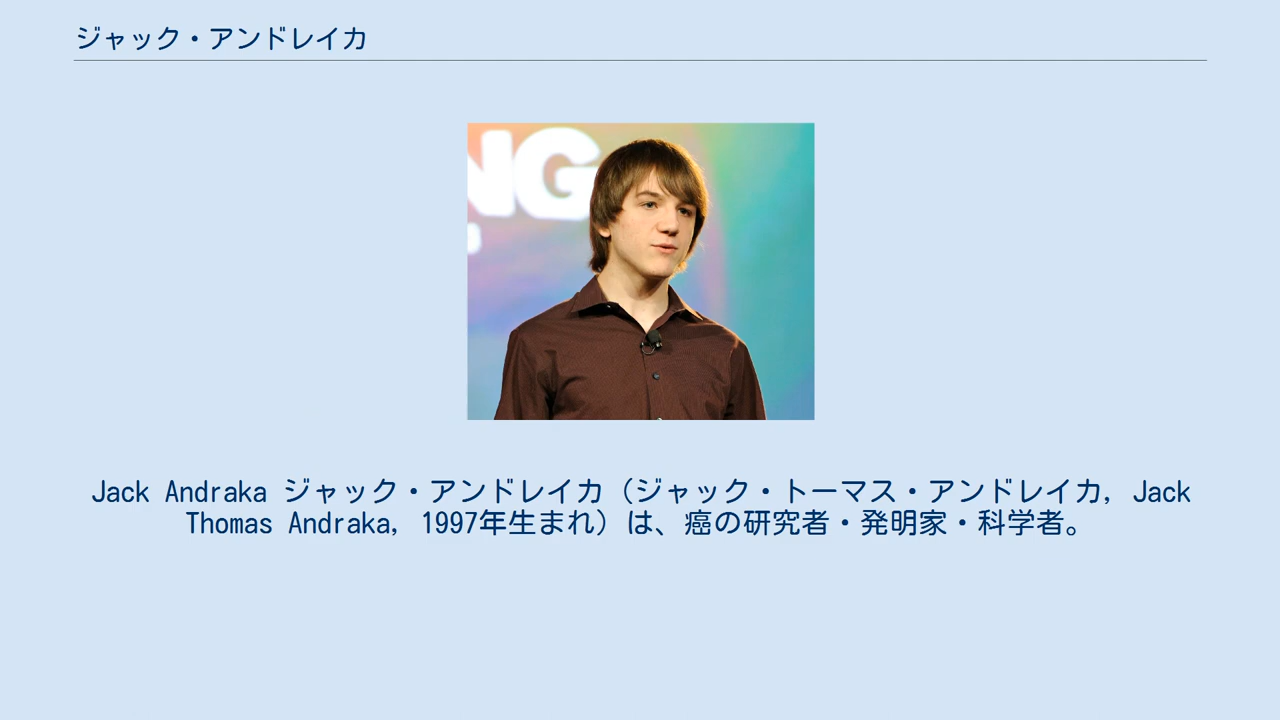 ジャック・アンドレイカ
NG
Jack Andraka ジャック・アンドレイカ（ジャック・トーマス・アンドレイカ, Jack
Thomas Andraka, 1997年生まれ）は、癌の研究者・発明家・科学者。